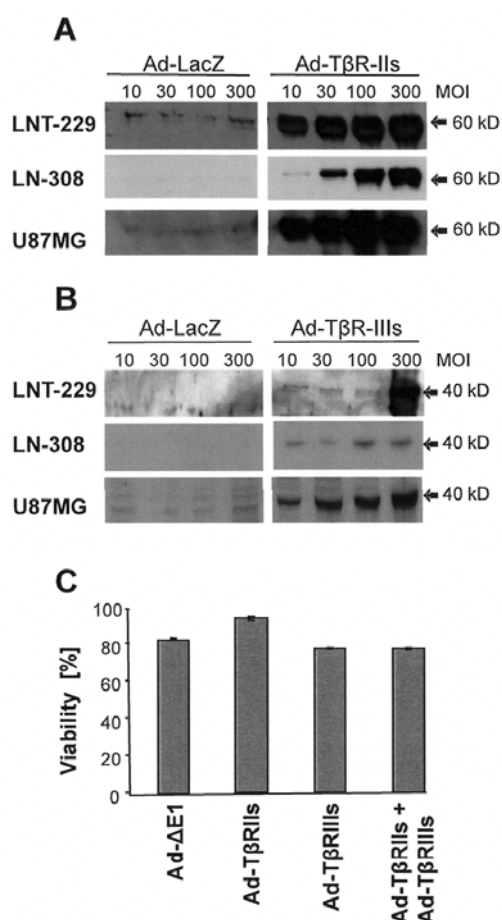 A
Ad-LacZ Ad-TβR-IIs
10 30 100 300 10 30 100 300 MOI
LNT-229 60 kD
LN-308 60 kD
U87MG 60 kD
B
Ad-LacZ Ad-TβR-IIIs
10 30 100 300 10 30 100 300 MOI
LNT-229 40 kD
LN-308 40 kD
U87MG 40 kD
C
Viability [%]
100
80
60
40
20
0
Ad-ΔE1
Ad-TβRIIs
Ad-TβRIIIs
Ad-TβRIIs +
Ad-TβRIIIs